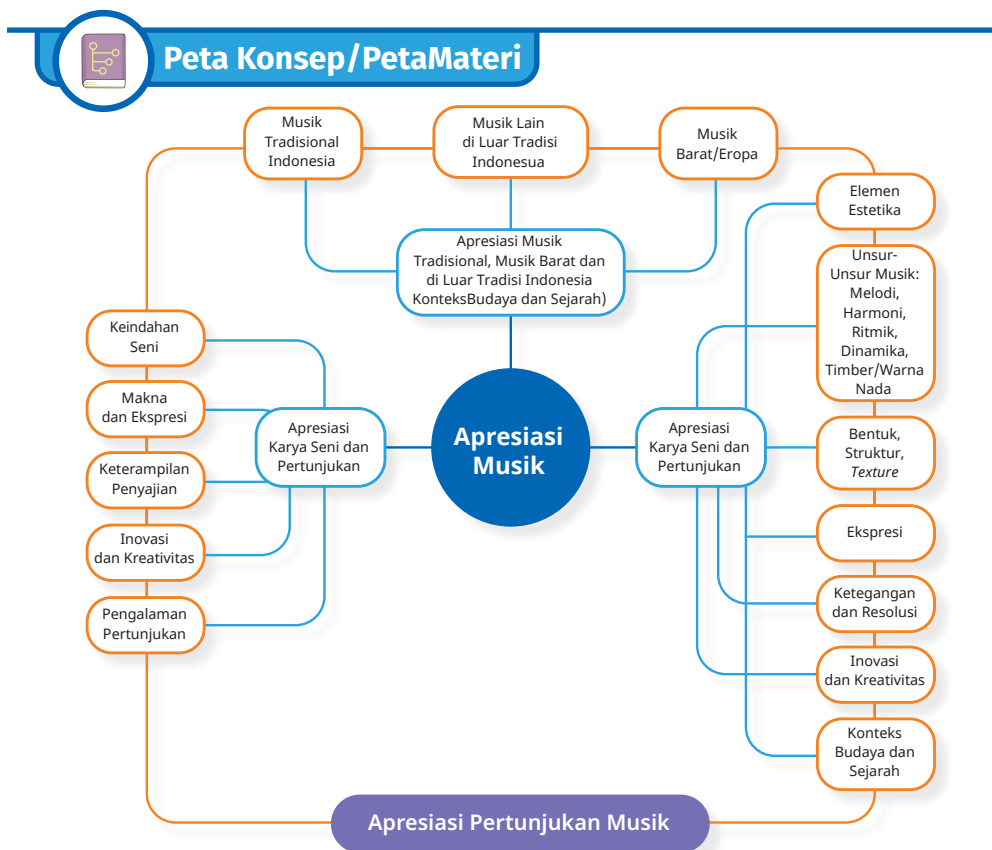 Peta Konsep/PetaMateri
Musik
Tradisional
Indonesia
Musik Lain
di Luar Tradisi
Indonesua
Musik
Barat/Eropa
Apresiasi Musik
Tradisional, Musik Barat dan
di Luar Tradisi Indonesia
KonteksBudaya dan Sejarah)
Keindahan
Seni
Makna
dan Ekspresi
Keterampilan
Penyajian
Inovasi
dan Kreativitas
Pengalaman
Pertunjukan
Apresiasi
Karya Seni dan
Pertunjukan
Apresiasi
Musik
Apresiasi
Karya Seni dan
Pertunjukan
Elemen
Estetika
Unsur-
Unsur Musik:
Melodi,
Harmoni,
Ritmik,
Dinamika,
Timber/Warna
Nada
Bentuk,
Struktur,
Texture
Ekspresi
Ketegangan
dan Resolusi
Inovasi
dan Kreativitas
Konteks
Budaya dan
Sejarah
Apresiasi Pertunjukan Musik